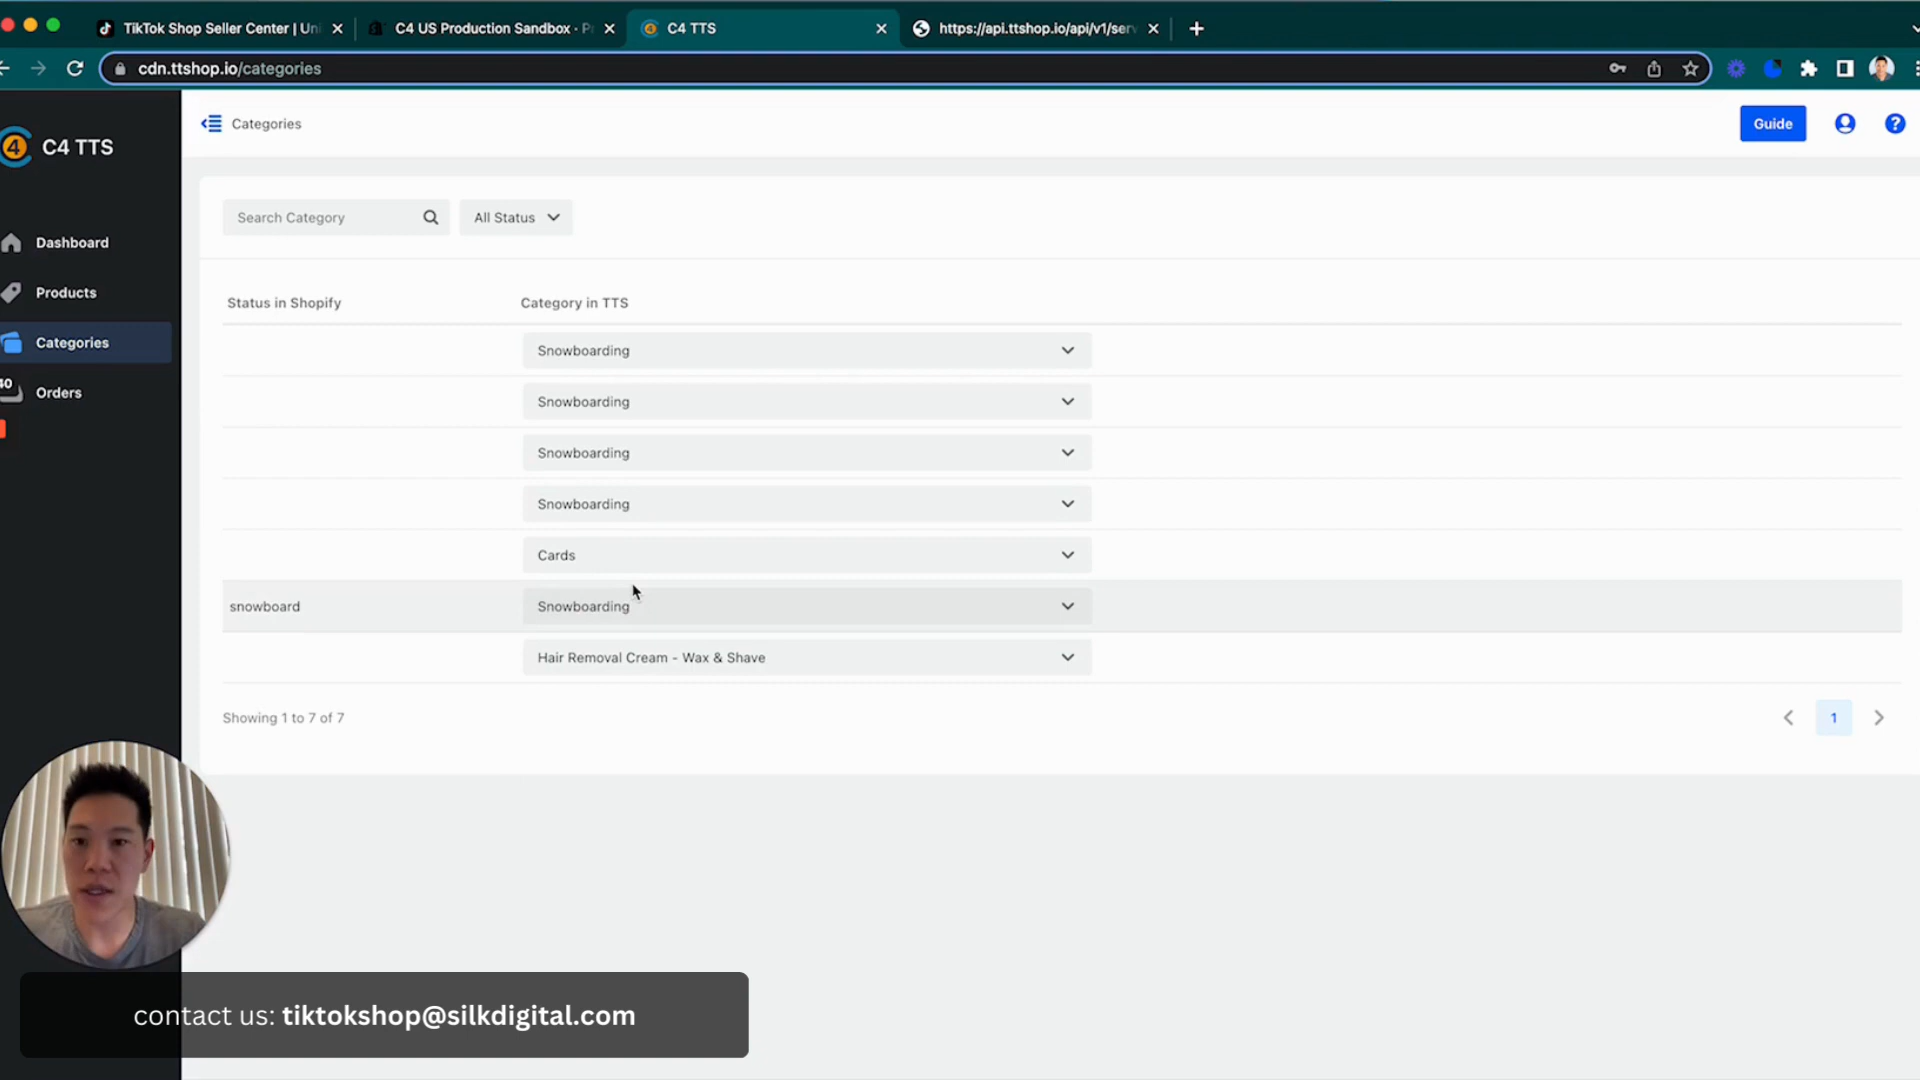 TikTok Shop Seller Center | Uni
C4 US Production Sandbox · P
C4 TTS
https://api.ttshop.io/api/v1/serv
cdn.ttshop.io/categories
4
C4 TTS
Categories
Guide
?
Search Category
All Status
Dashboard
Products
Categories
40
Orders
Status in Shopify
Category in TTS
Snowboarding
Snowboarding
Snowboarding
Snowboarding
Cards
snowboard
Snowboarding
Hair Removal Cream - Wax & Shave
Showing 1 to 7 of 7
1
contact us: tiktokshop@silkdigital.com